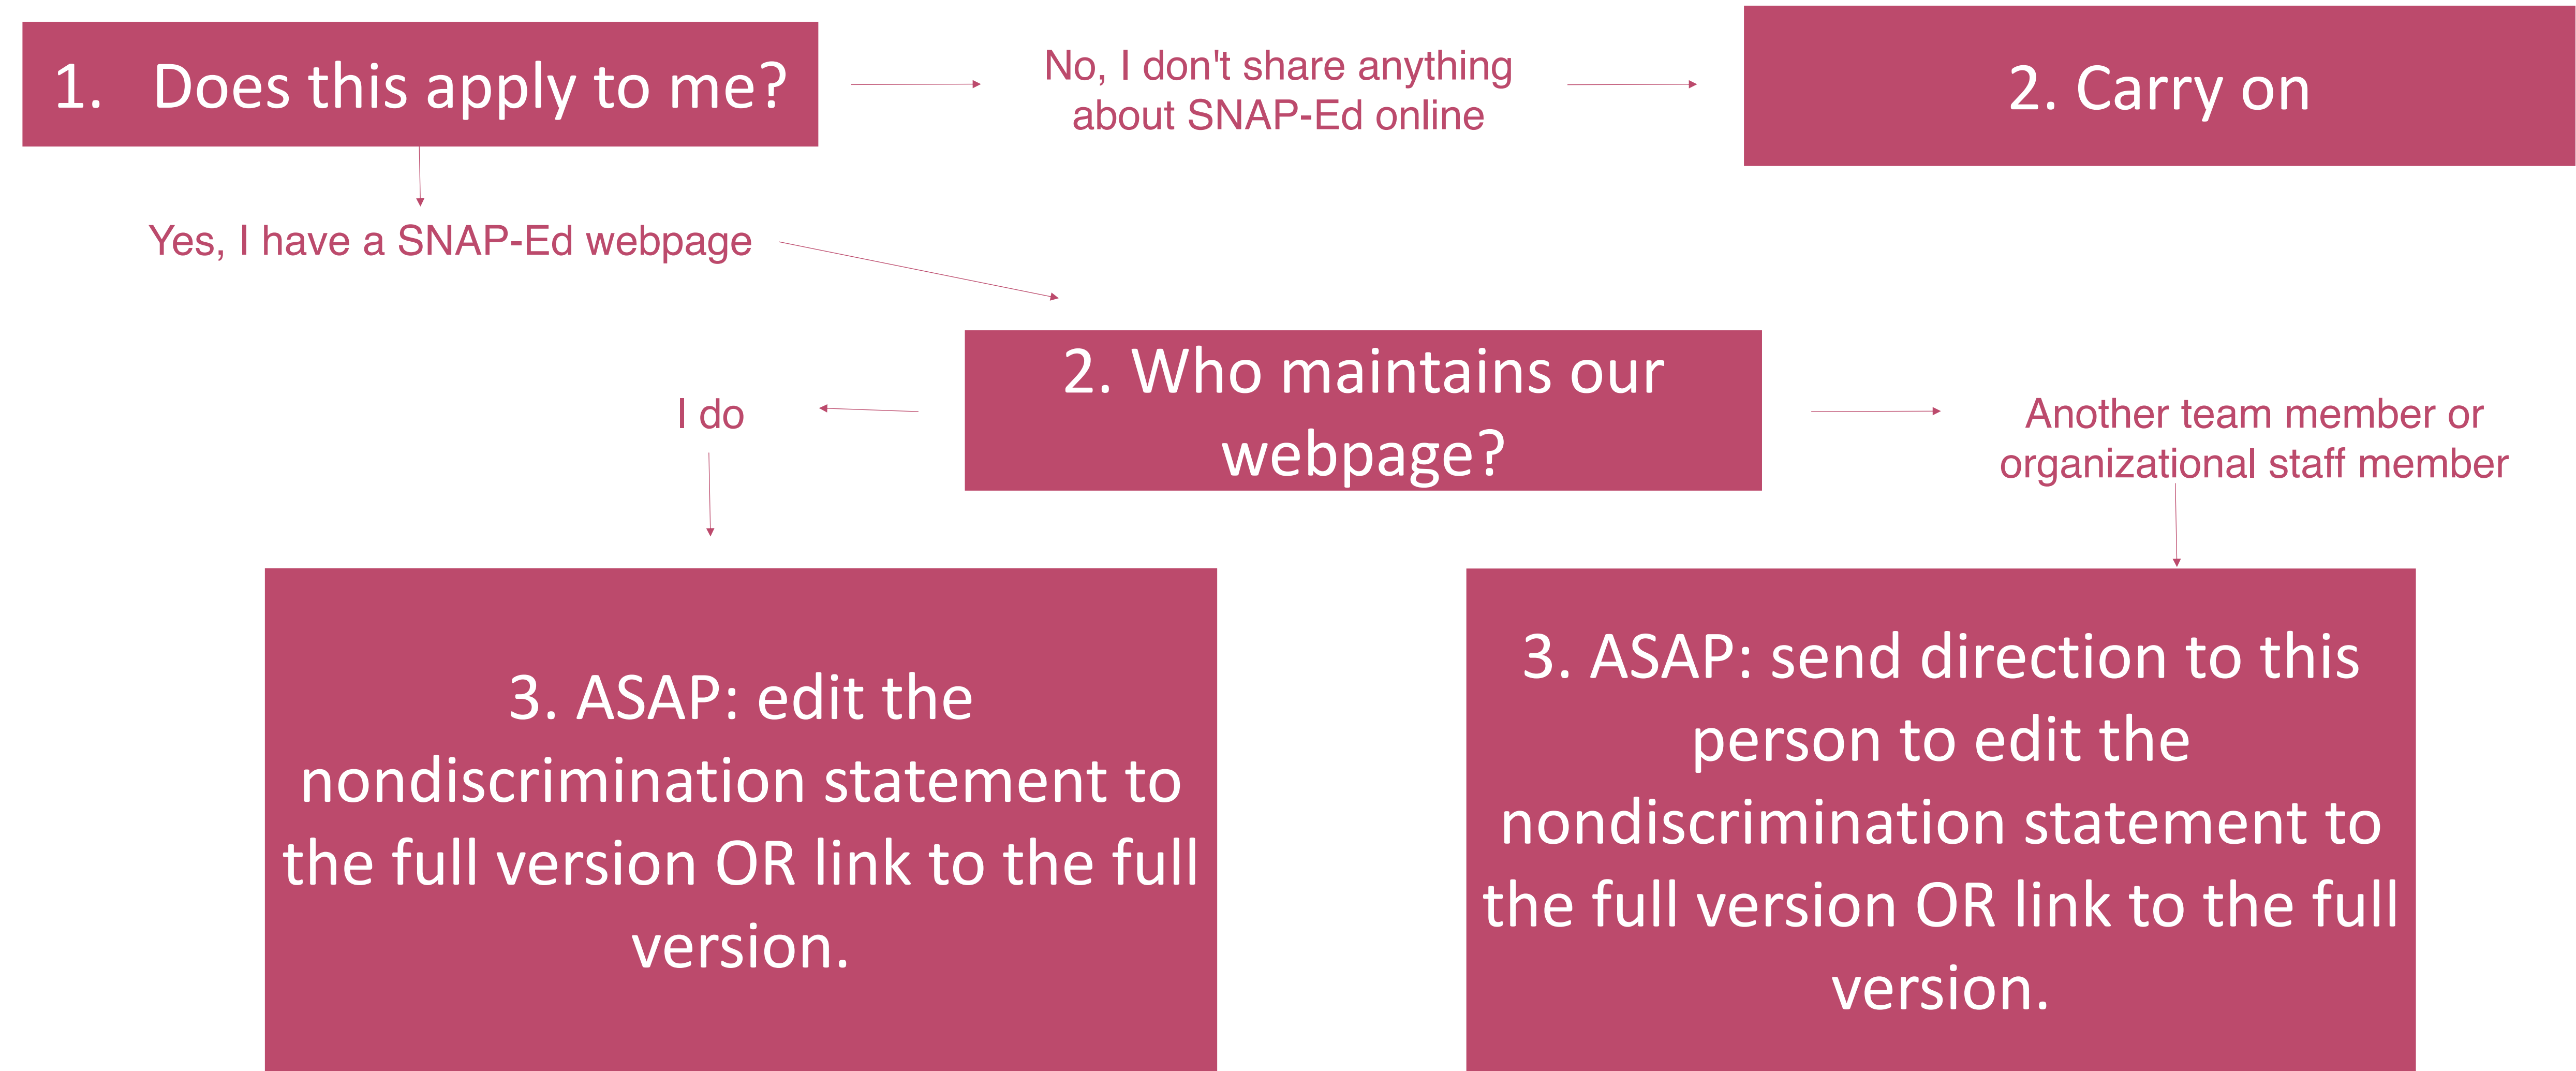 1. Does this apply to me?
No, I don't share anything
about SNAP-Ed online
2. Carry on
Yes, I have a SNAP-Ed webpage
2. Who maintains our
webpage?
I do
Another team member or
organizational staff member
3. ASAP: edit the
nondiscrimination statement to
the full version OR link to the full
version.
3. ASAP: send direction to this
person to edit the
nondiscrimination statement to
the full version OR link to the full
version.